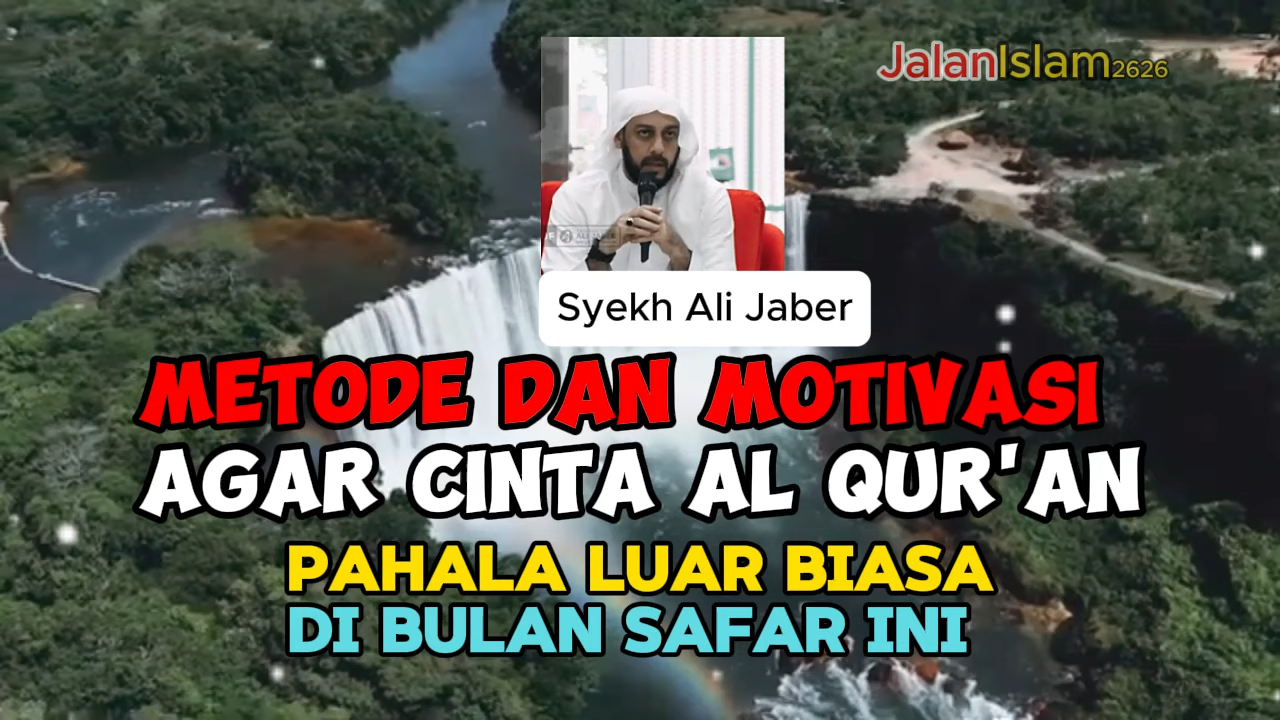 JalanIslam2626
Syekh Ali Jaber
METODE DAN MOTIVASI
AGAR CINTA AL QUR'AN
PAHALA LUAR BIASA
DI BULAN SAFAR INI